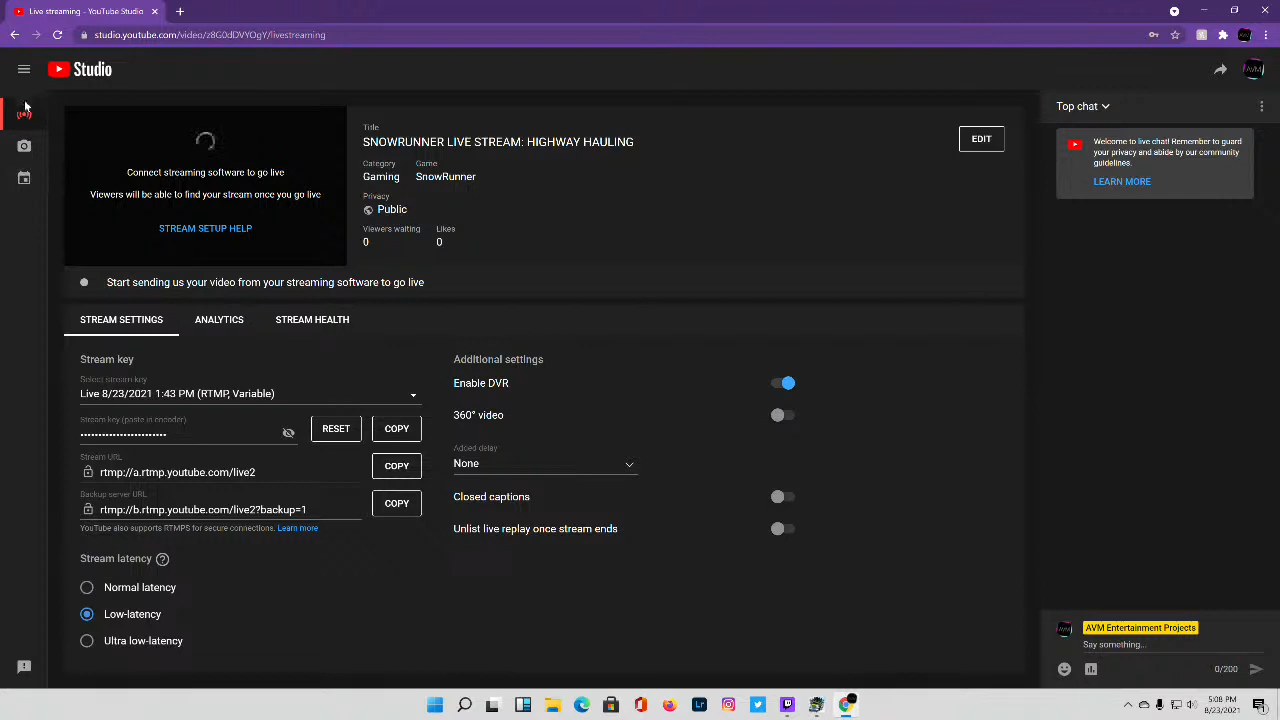 Live streaming - YouTube Studio
studio.youtube.com/video/z8G0dDVYOgY/livestreaming
Studio
AVM
Connect streaming software to go live
Viewers will be able to find your stream once you go live
STREAM SETUP HELP
Title
SNOWRUNNER LIVE STREAM: HIGHWAY HAULING
EDIT
Category Game
Gaming SnowRunner
Privacy
Public
Viewers waiting Likes
0 0
Start sending us your video from your streaming software to go live
STREAM SETTINGS ANALYTICS STREAM HEALTH
Stream key
Select stream key
Live 8/23/2021 1:43 PM (RTMP, Variable)
Stream key (paste in encoder)
RESET COPY
Stream URL
rtmp://a.rtmp.youtube.com/live2
COPY
Backup server URL
rtmp://b.rtmp.youtube.com/live2?backup=1
COPY
YouTube also supports RTMPS for secure connections. Learn more
Stream latency
Normal latency
Low-latency
Ultra low-latency
Additional settings
Enable DVR
360° video
Added delay
None
Closed captions
Unlist live replay once stream ends
Top chat
Welcome to live chat! Remember to guard
your privacy and abide by our community
guidelines.
LEARN MORE
AVM Entertainment Projects
Say something...
0/200
Lr
5:08 PM
8/23/2021